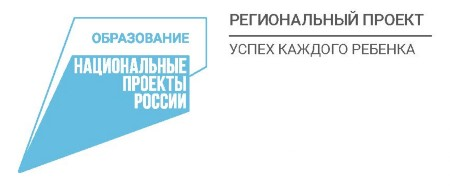 ОБРАЗОВАНИЕ
НАЦИОНАЛЬНЫЕ
ПРОЕКТЫ
РОССИИ
РЕГИОНАЛЬНЫЙ ПРОЕКТ
УСПЕХ КАЖДОГО РЕБЕНКА